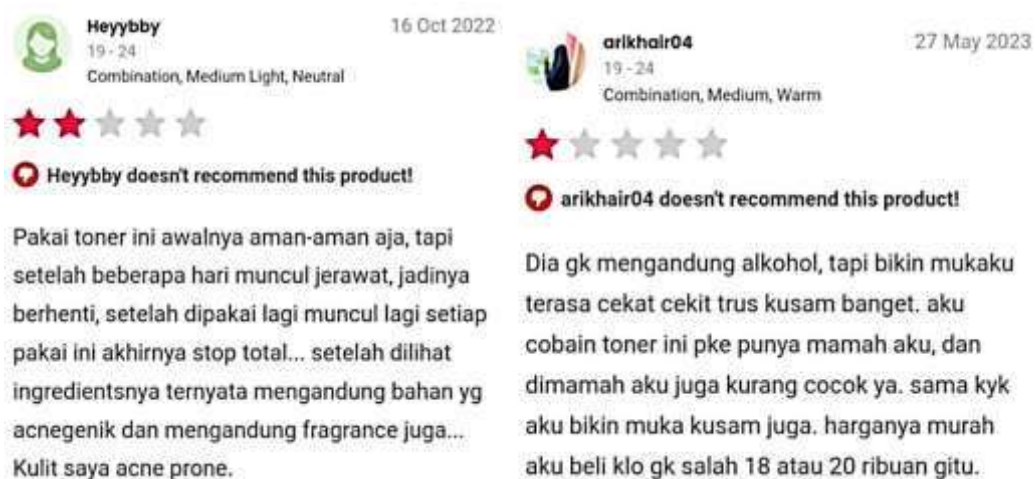 Heyybby
16 Oct 2022
19 - 24
Combination, Medium Light, Neutral
Heyybby doesn't recommend this product!
Pakai toner ini awalnya aman-aman aja, tapi
setelah beberapa hari muncul jerawat, jadinya
berhenti, setelah dipakai lagi muncul lagi setiap
pakai ini akhirnya stop total... setelah dilihat
ingredientsnya ternyata mengandung bahan yg
acnegenik dan mengandung fragrance juga...
Kulit saya acne prone.
arikhair04
27 May 2023
19 - 24
Combination, Medium, Warm
arikhair04 doesn't recommend this product!
Dia gk mengandung alkohol, tapi bikin mukaku
terasa cekat cekit trus kusam banget. aku
cobain toner ini pke punya mamah aku, dan
dimamah aku juga kurang cocok ya. sama kyk
aku bikin muka kusam juga. harganya murah
aku beli klo gk salah 18 atau 20 ribuan gitu.